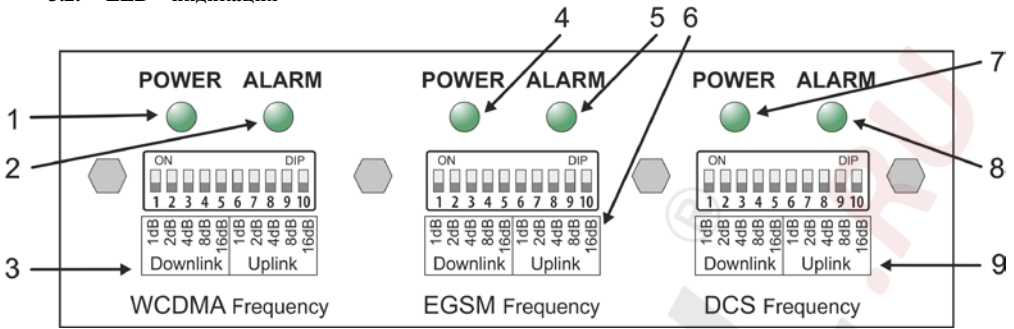 4 5 6
POWER ALARM POWER ALARM POWER ALARM 7
1
2 8
ON DIP ON DIP ON DIP
1 2 3 4 5 6 7 8 9 10 1 2 3 4 5 6 7 8 9 10 1 2 3 4 5 6 7 8 9 10
1dB 2dB 4dB 8dB 16dB 1dB 2dB 4dB 8dB 16dB 1dB 2dB 4dB 8dB 16dB 1dB 2dB 4dB 8dB 16dB 1dB 2dB 4dB 8dB 16dB 1dB 2dB 4dB 8dB 16dB
3 Downlink Uplink Downlink Uplink Downlink Uplink 9
WCDMA Frequency EGSM Frequency DCS Frequency
.RU
®